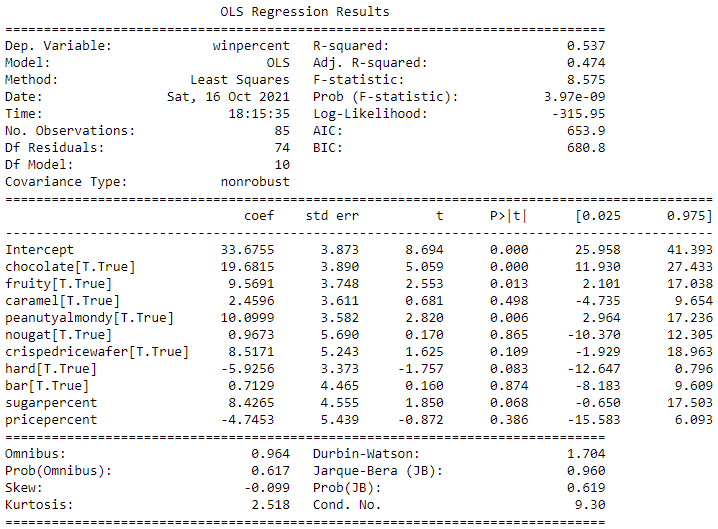 OLS Regression Results
==============================================================================
Dep. Variable:             winpercent   R-squared:                       0.537
Model:                            OLS   Adj. R-squared:                  0.474
Method:                 Least Squares   F-statistic:                     8.575
Date:                Sat, 16 Oct 2021   Prob (F-statistic):           3.97e-09
Time:                        18:15:35   Log-Likelihood:                -315.95
No. Observations:                  85   AIC:                             653.9
Df Residuals:                      74   BIC:                             680.8
Df Model:                          10
Covariance Type:            nonrobust
============================================================================================
                               coef    std err          t      P>|t|      [0.025      0.975]
--------------------------------------------------------------------------------------------
Intercept                   33.6755      3.873      8.694      0.000      25.958      41.393
chocolate[T.True]           19.6815      3.890      5.059      0.000      11.930      27.433
fruity[T.True]               9.5691      3.748      2.553      0.013       2.101      17.038
caramel[T.True]              2.4596      3.611      0.681      0.498      -4.735       9.654
peanutyalmondy[T.True]      10.0999      3.582      2.820      0.006       2.964      17.236
nougat[T.True]               0.9673      5.690      0.170      0.865     -10.370      12.305
crispedricewafer[T.True]     8.5171      5.243      1.625      0.109      -1.929      18.963
hard[T.True]                -5.9256      3.373     -1.757      0.083     -12.647       0.796
bar[T.True]                  0.7129      4.465      0.160      0.874      -8.183       9.609
sugarpercent                 8.4265      4.555      1.850      0.068      -0.650      17.503
pricepercent                -4.7453      5.439     -0.872      0.386     -15.583       6.093
==============================================================================
Omnibus:                        0.964   Durbin-Watson:                   1.704
Prob(Omnibus):                  0.617   Jarque-Bera (JB):                0.960
Skew:                          -0.099   Prob(JB):                        0.619
Kurtosis:                       2.518   Cond. No.                         9.30
==============================================================================